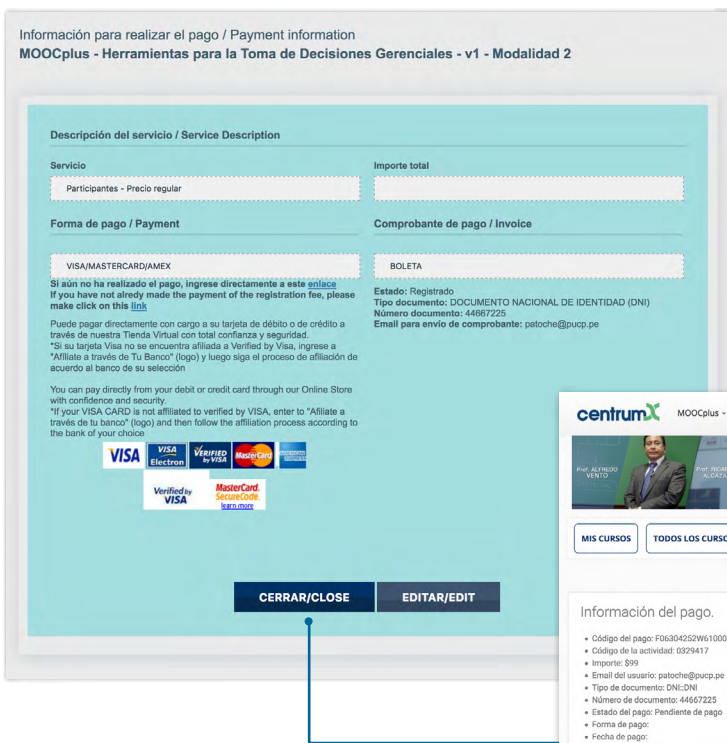 Información para realizar el pago / Payment information
MOOCplus - Herramientas para la Toma de Decisiones Gerenciales - v1 - Modalidad 2
Descripción del servicio / Service Description
Servicio
Importe total
Participantes - Precio regular
Forma de pago / Payment
Comprobante de pago / Invoice
VISA/MASTERCARD/AMEX
BOLETA
Si aún no ha realizado el pago, ingrese directamente a este enlace
If you have not alredy made the payment of the registration fee, please
make click on this link
Estado: Registrado
Tipo documento: DOCUMENTO NACIONAL DE IDENTIDAD (DNI)
Número documento: 44667225
Email para envío de comprobante: patoche@pucp.pe
Puede pagar directamente con cargo a su tarjeta de débito o de crédito a
través de nuestra Tienda Virtual con total confianza y seguridad.
*Si su tarjeta Visa no se encuentra afiliada a Verified by Visa, ingrese a
"Afíliate a través de Tu Banco" (logo) y luego siga el proceso de afiliación de
acuerdo al banco de su selección
You can pay directly from your debit or credit card through our Online Store
with confidence and security.
*If your VISA CARD is not affiliated to verified by VISA, enter to "Afiliate a
través de tu banco" (logo) and then follow the affiliation process according to
the bank of your choice
VISA
VISA
Electron
VERIFIED
by VISA
MasterCard
Verified by
VISA
MasterCard.
SecureCode.
learn more
CERRAR/CLOSE
EDITAR/EDIT
centrumX
MOOCplus
Prof. ALFREDO
VENTO
MIS CURSOS
TODOS LOS CURSO
Información del pago.
Código del pago: F06304252W61000
Código de la actividad: 0329417
Importe: $99
Email del usuario: patoche@pucp.pe
Tipo de documento: DNI::DNI
Número de documento: 44667225
Estado del pago: Pendiente de pago
Forma de pago:
Fecha de pago: